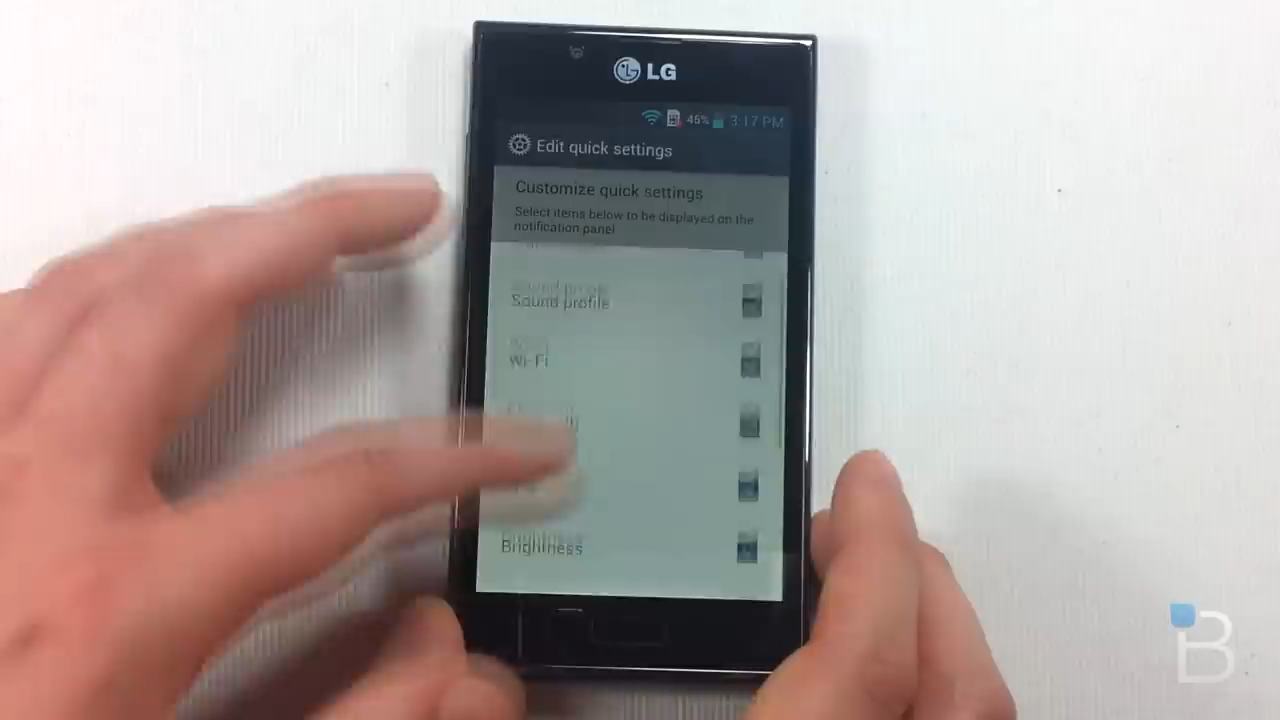 LG
45% 3:17 PM
Edit quick settings
Customize quick settings
Select items below to be displayed on the
notification panel
Sound profile
Wi-Fi
Brightness
B